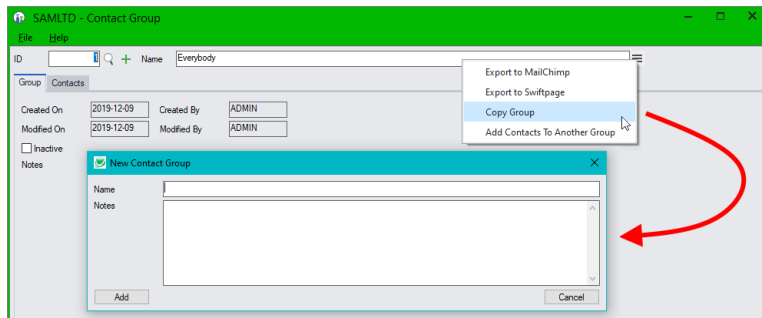 SAMLTD - Contact Group
File Help
ID 1 Name Everybody
Export to MailChimp
Export to Swiftpage
Copy Group
Add Contacts To Another Group
Group Contacts
Created On 2019-12-09 Created By ADMIN
Modified On 2019-12-09 Modified By ADMIN
Inactive
Notes
New Contact Group
Name
Notes
Add Cancel